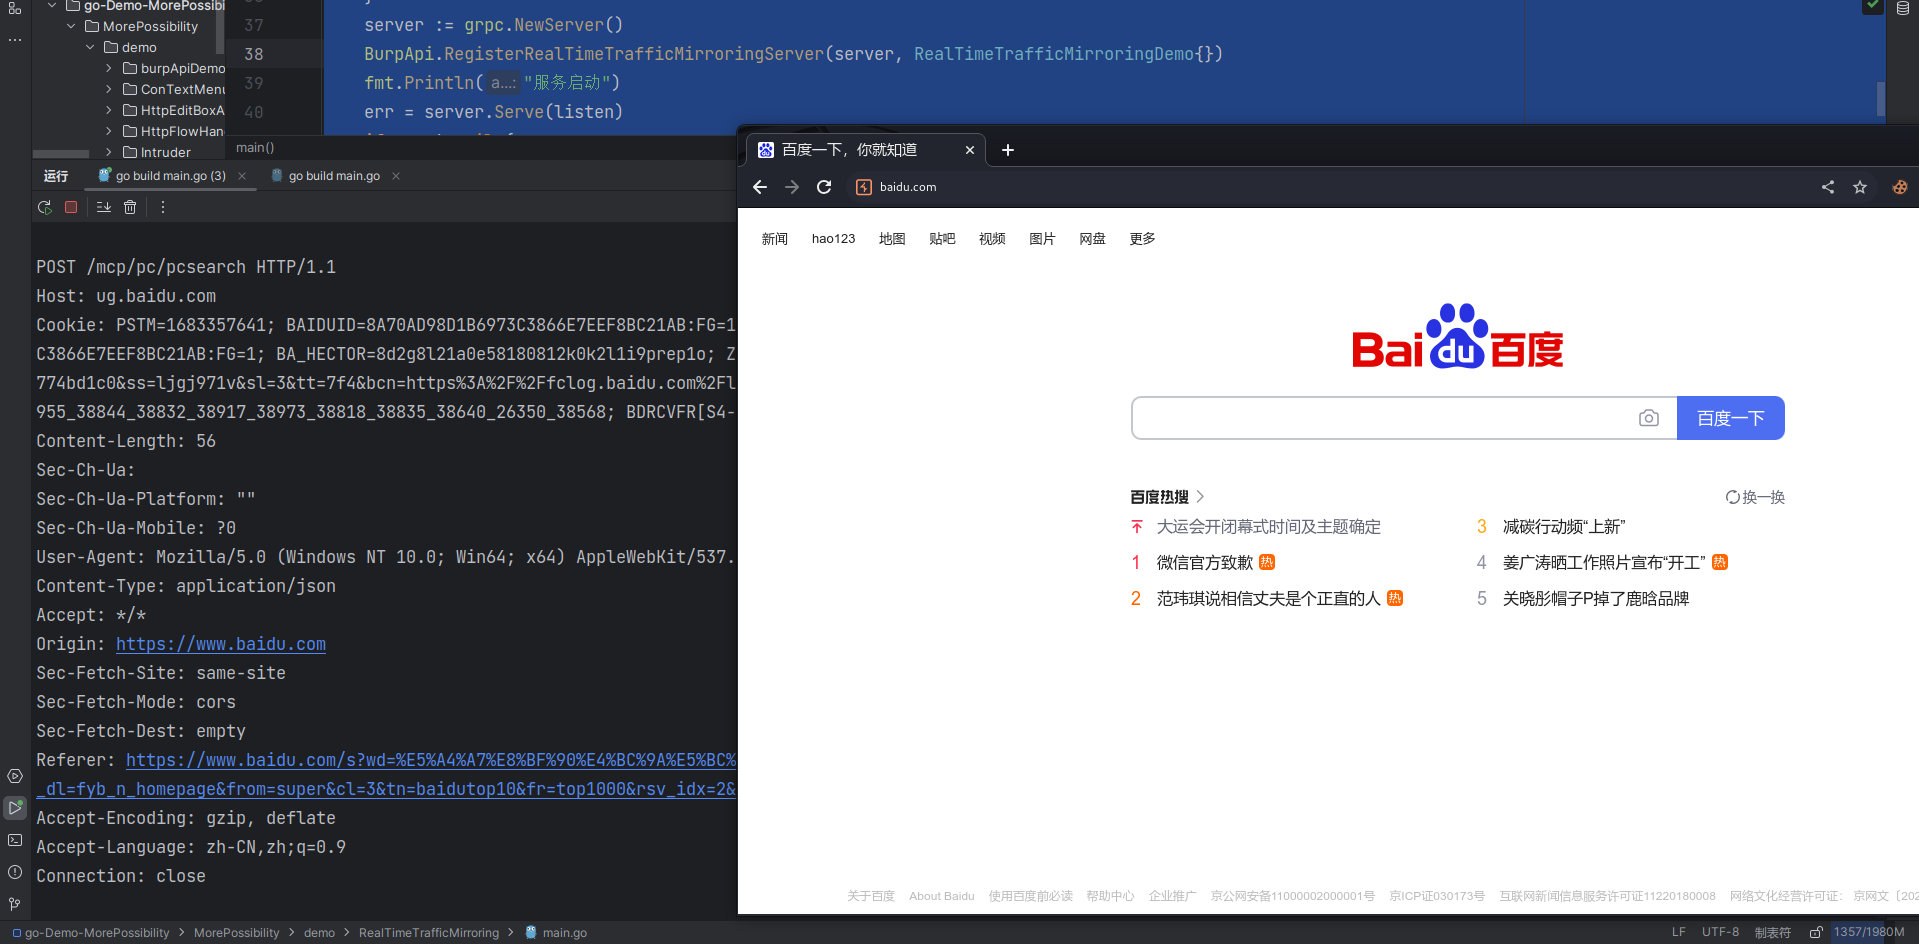 go-Demo-MorePossibi
MorePossibility
demo
burpApiDemo
ConTextMenu
HttpEditBoxA
HttpFlowHan
Intruder
37 server := grpc.NewServer()
38 BurpApi.RegisterRealTimeTrafficMirroringServer(server, RealTimeTrafficMirroringDemo{})
39 fmt.Println( a...: "服务启动")
40 err = server.Serve(listen)
main()
运行 go build main.go (3) go build main.go
POST /mcp/pc/pcsearch HTTP/1.1
Host: ug.baidu.com
Cookie: PSTM=1683357641; BAIDUID=8A70AD98D1B6973C3866E7EEF8BC21AB:FG=1
C3866E7EEF8BC21AB:FG=1; BA_HECTOR=8d2g8l21a0e58180812k0k2l1i9prep1o; Z
774bd1c0&ss=ljgj971v&sl=3&tt=7f4&bcn=https%3A%2F%2Ffclog.baidu.com%2Fl
955_38844_38832_38917_38973_38818_38835_38640_26350_38568; BDRCVFR[S4-
Content-Length: 56
Sec-Ch-Ua:
Sec-Ch-Ua-Platform: ""
Sec-Ch-Ua-Mobile: ?0
User-Agent: Mozilla/5.0 (Windows NT 10.0; Win64; x64) AppleWebKit/537.
Content-Type: application/json
Accept: */*
Origin: https://www.baidu.com
Sec-Fetch-Site: same-site
Sec-Fetch-Mode: cors
Sec-Fetch-Dest: empty
Referer: https://www.baidu.com/s?wd=%E5%A4%A7%E8%BF%90%E4%BC%9A%E5%BC%
_dl=fyb_n_homepage&from=super&cl=3&tn=baidutop10&fr=top1000&rsv_idx=2&
Accept-Encoding: gzip, deflate
Accept-Language: zh-CN,zh;q=0.9
Connection: close
百度一下，你就知道
baidu.com
新闻 hao123 地图 贴吧 视频 图片 网盘 更多
Bai du 百度
百度一下
百度热搜 换一换
大运会开闭幕式时间及主题确定
3 减碳行动频“上新”
1 微信官方致歉 热
4 姜广涛晒工作照片宣布“开工” 热
2 范玮琪说相信丈夫是个正直的人 热
5 关晓彤帽子P掉了鹿晗品牌
关于百度 About Baidu 使用百度前必读 帮助中心 企业推广 京公网安备11000002000001号 京ICP证030173号 互联网新闻信息服务许可证11220180008 网络文化经营许可证： 京网文〔202
go-Demo-MorePossibility > MorePossibility > demo > RealTimeTrafficMirroring > main.go
LF UTF-8 制表符 1357/1980M